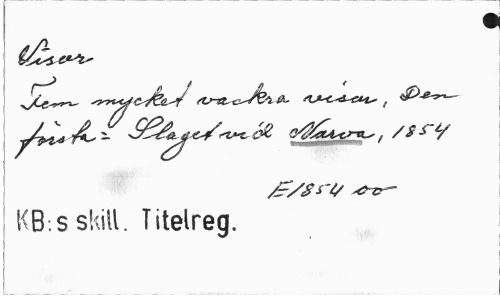 Visor
Fem mycket vackra visor, Den
första = Slaget vid Narva, 1854
E1854 oo
KB:s skill. Titelreg.